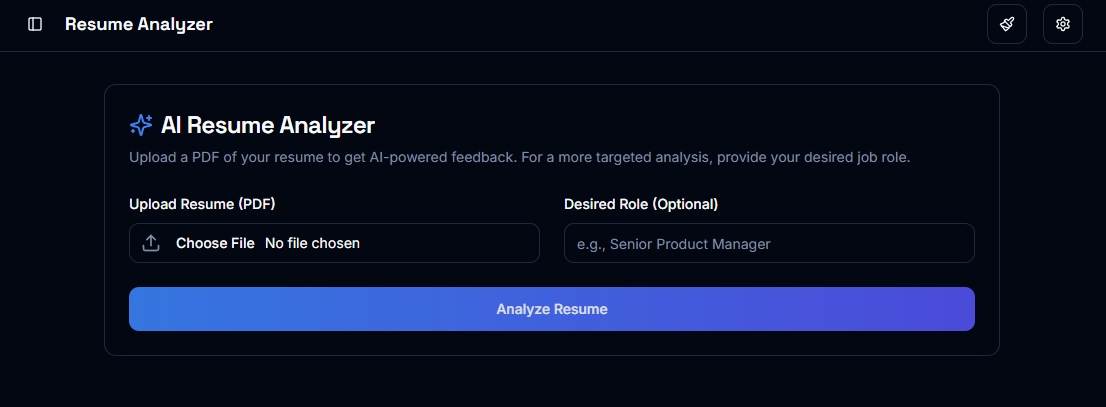 Resume Analyzer
AI Resume Analyzer
Upload a PDF of your resume to get AI-powered feedback. For a more targeted analysis, provide your desired job role.
Upload Resume (PDF)
Choose File No file chosen
Desired Role (Optional)
e.g., Senior Product Manager
Analyze Resume